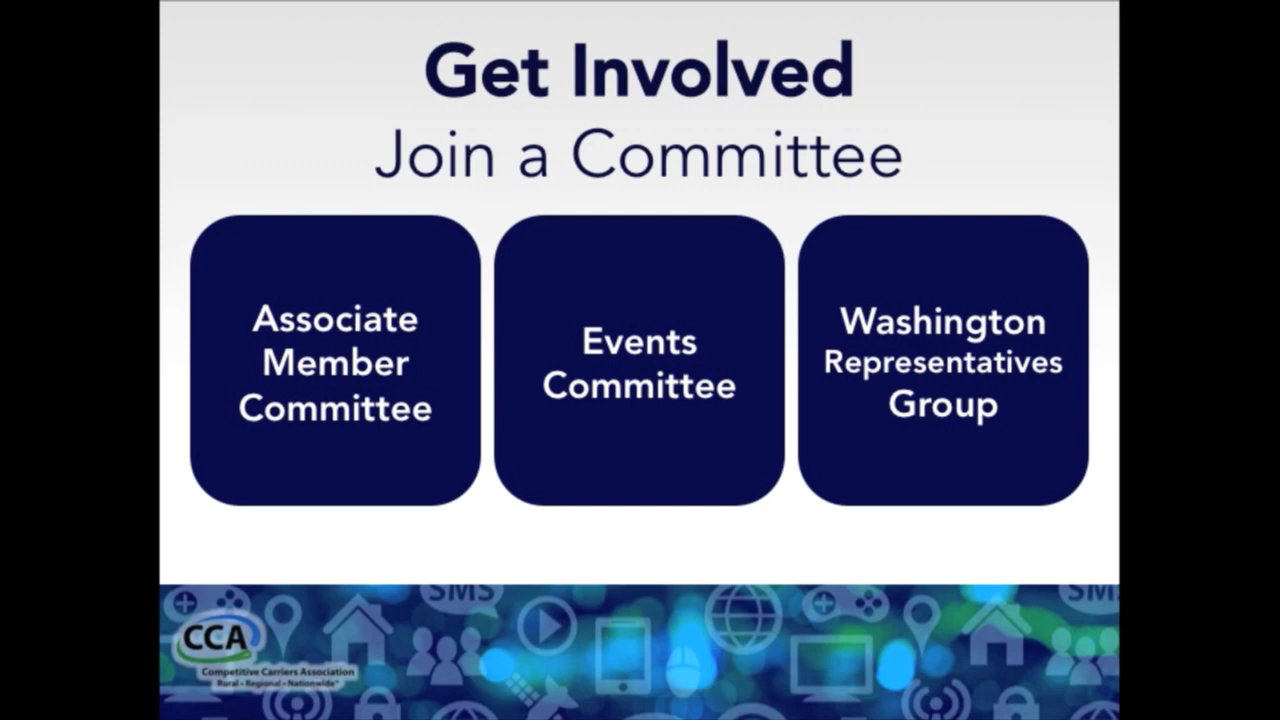 Get Involved
Join a Committee
Associate
Member
Committee
Events
Committee
Washington
Representatives
Group
SMS
SMS
CCA
Competitive Carriers Association
Rural • Regional • Nationwide®